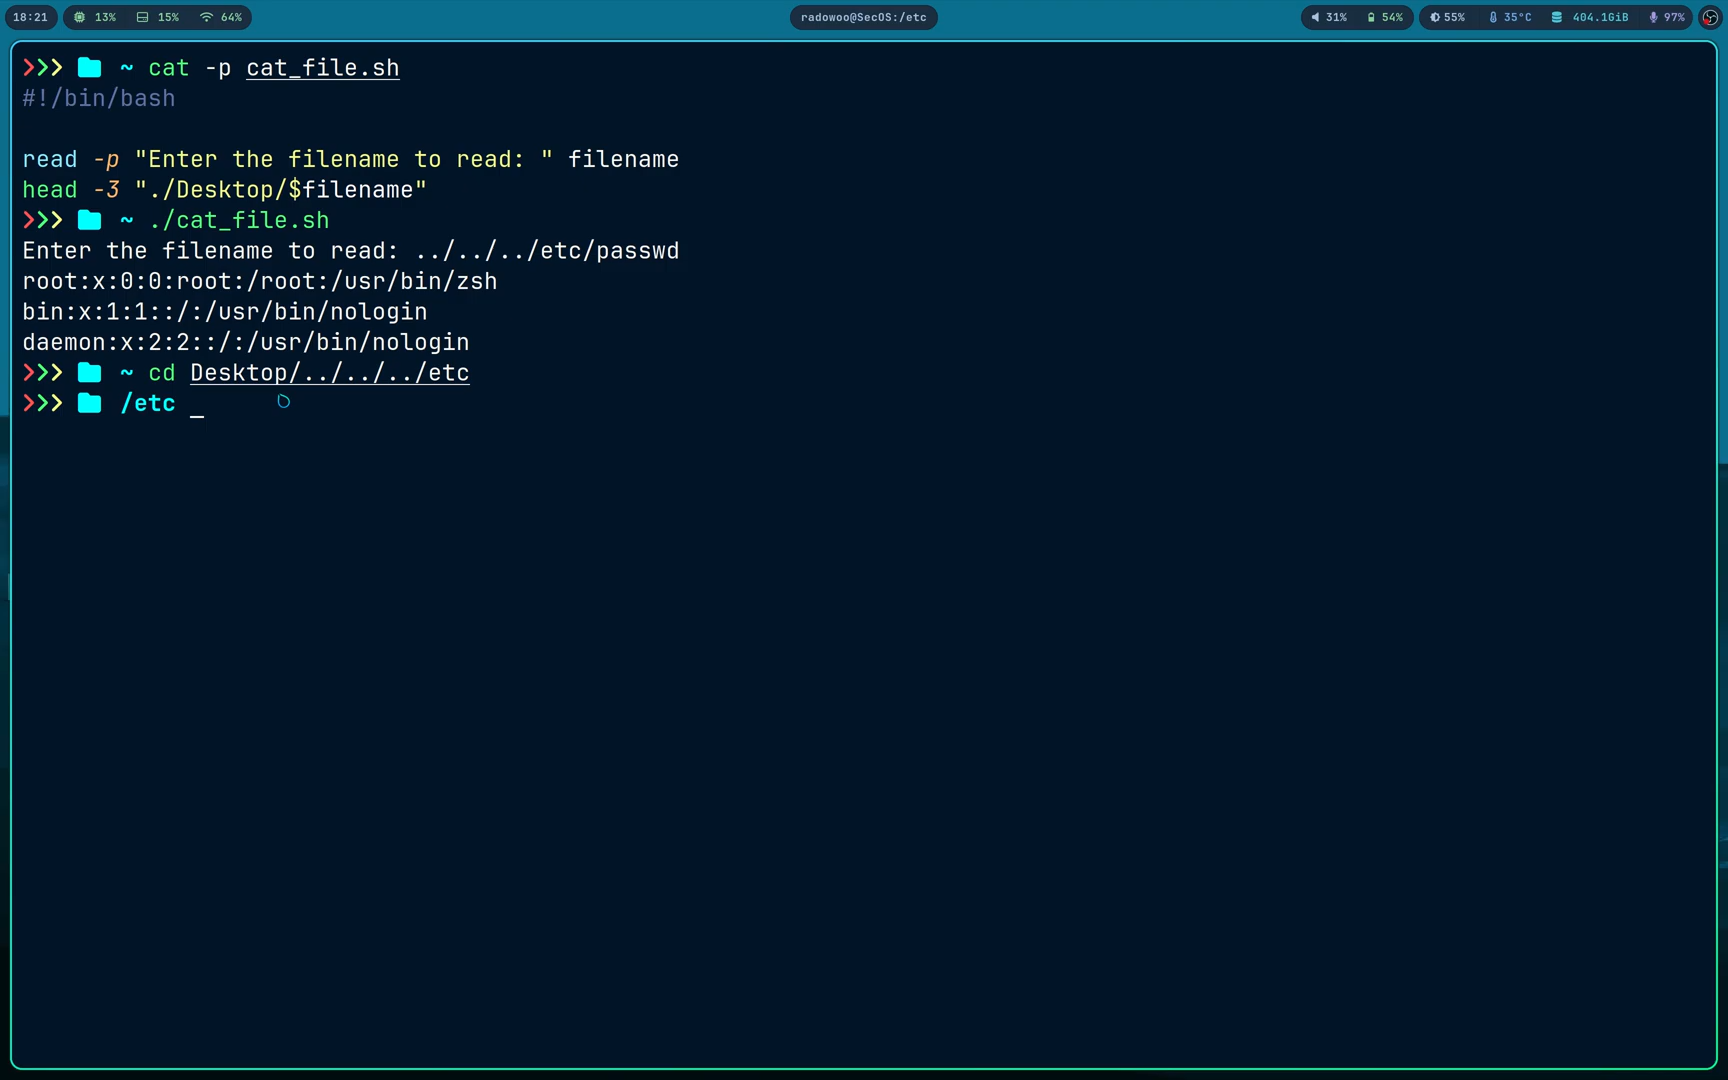 18:21 13% 15% 64% radowoo@SecOS:/etc 31% 54% 55% 35°C 404.1GiB 97%
>>> ~ cat -p cat_file.sh
#!/bin/bash
read -p "Enter the filename to read: " filename
head -3 "./Desktop/$filename"
>>> ~ ./cat_file.sh
Enter the filename to read: ../../../etc/passwd
root:x:0:0:root:/root:/usr/bin/zsh
bin:x:1:1::/:/usr/bin/nologin
daemon:x:2:2::/:/usr/bin/nologin
>>> ~ cd Desktop/../../../etc
>>> /etc _